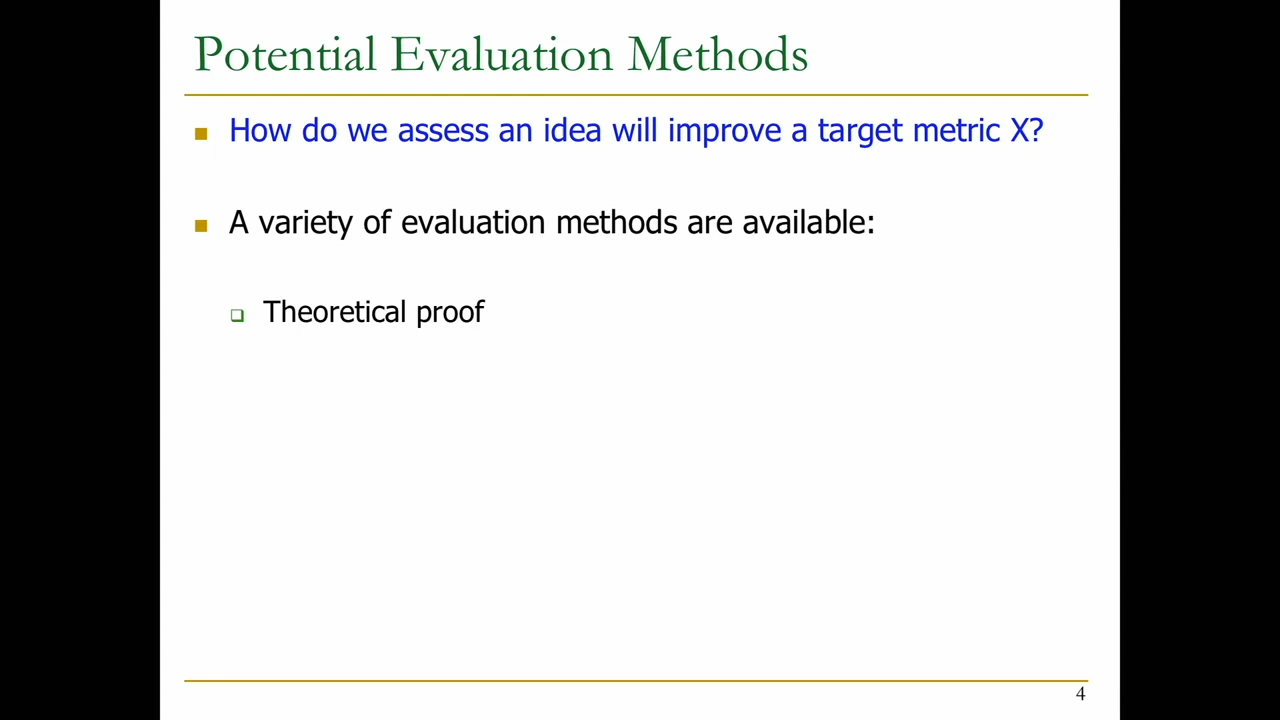 Potential Evaluation Methods
How do we assess an idea will improve a target metric X?
A variety of evaluation methods are available:
Theoretical proof
4